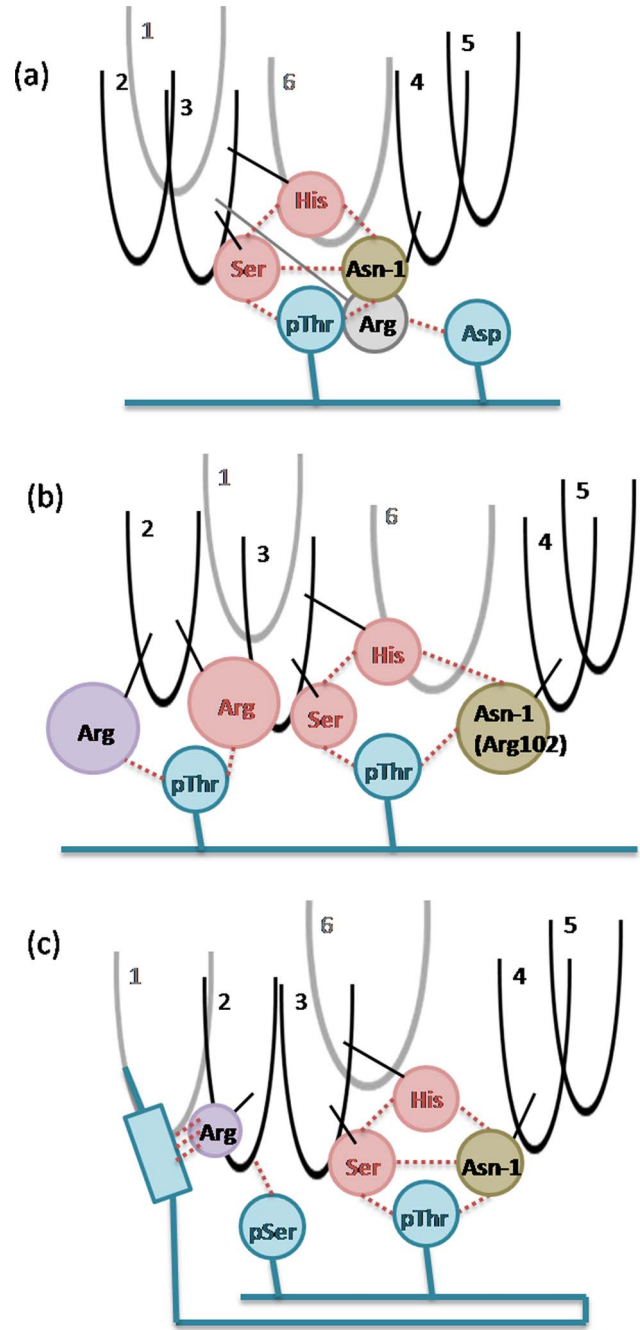 (a)
1
2
3
6
4
5
His
Ser
Asn-1
pThr
Arg
Asp
(b)
1
2
3
6
4
5
His
Arg
Arg
Ser
Asn-1
(Arg102)
pThr
pThr
(c)
1
2
3
6
4
5
His
Arg
Ser
Asn-1
pSer
pThr